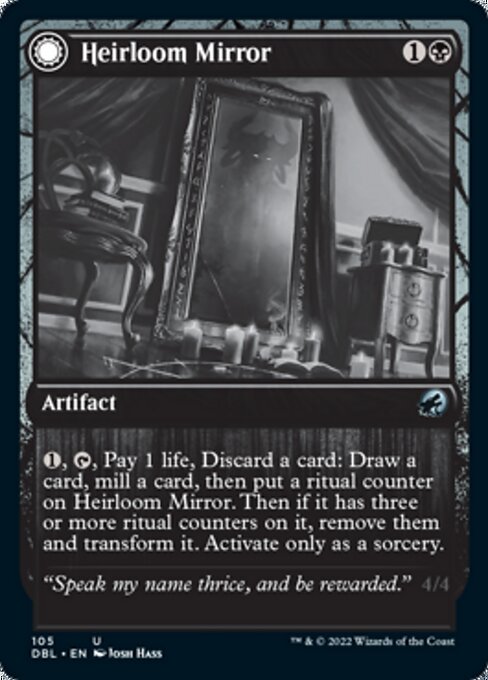 Heirloom Mirror 1
Artifact
1, Pay 1 life, Discard a card: Draw a
card, mill a card, then put a ritual counter
on Heirloom Mirror. Then if it has three
or more ritual counters on it, remove them
and transform it. Activate only as a sorcery.
“Speak my name thrice, and be rewarded.” 4/4
105 U
DBL • EN Josh Hass
™ & © 2022 Wizards of the Coast